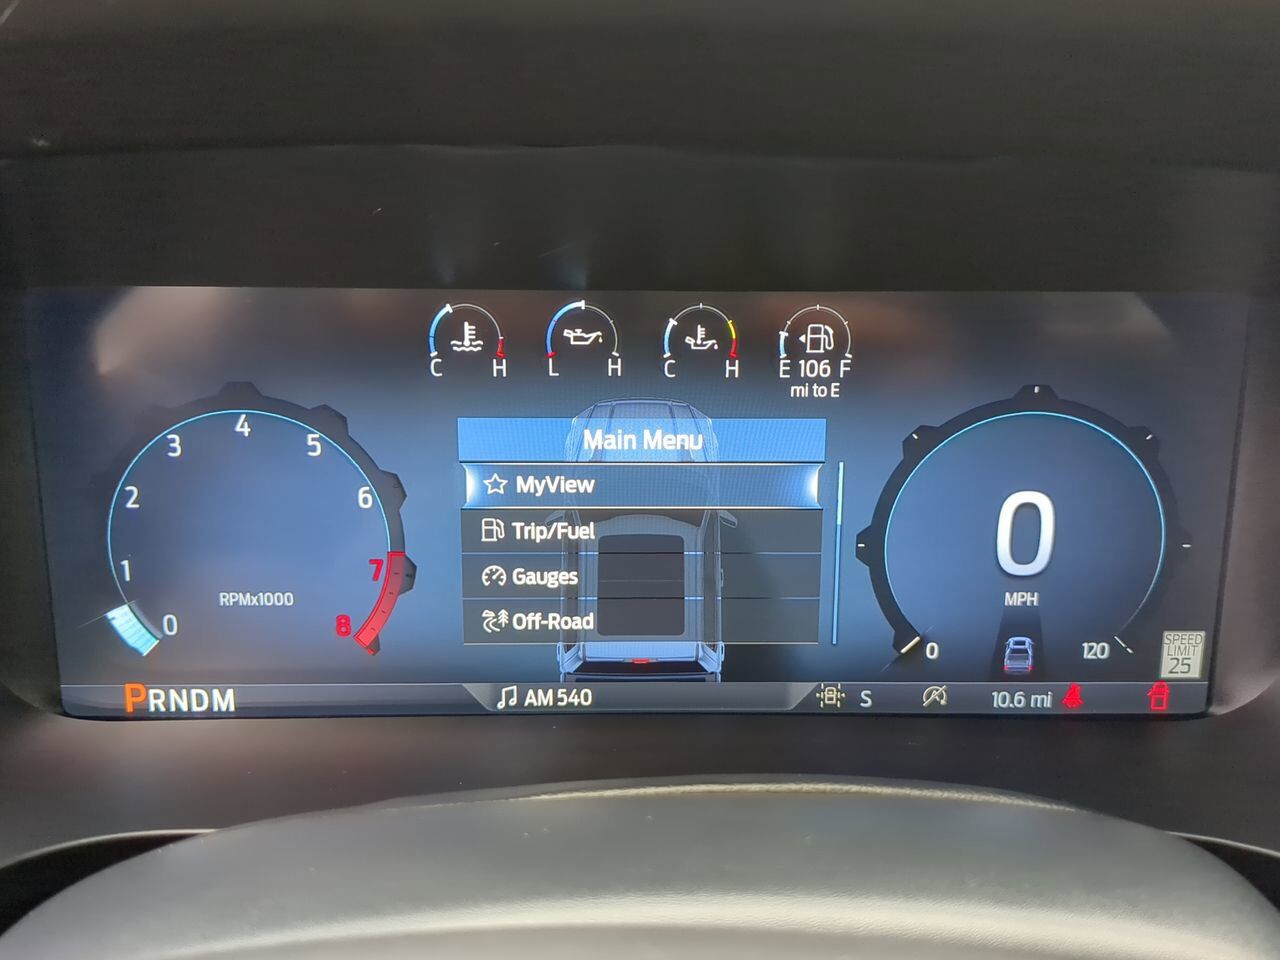 C H
L H
C H
E 106 F
mi to E
0
1
2
3
4
5
6
7
8
RPMx1000
Main Menu
MyView
Trip/Fuel
Gauges
Off-Road
0
MPH
0
120
SPEED
LIMIT
25
PRNDM
AM 540
S
10.6 mi